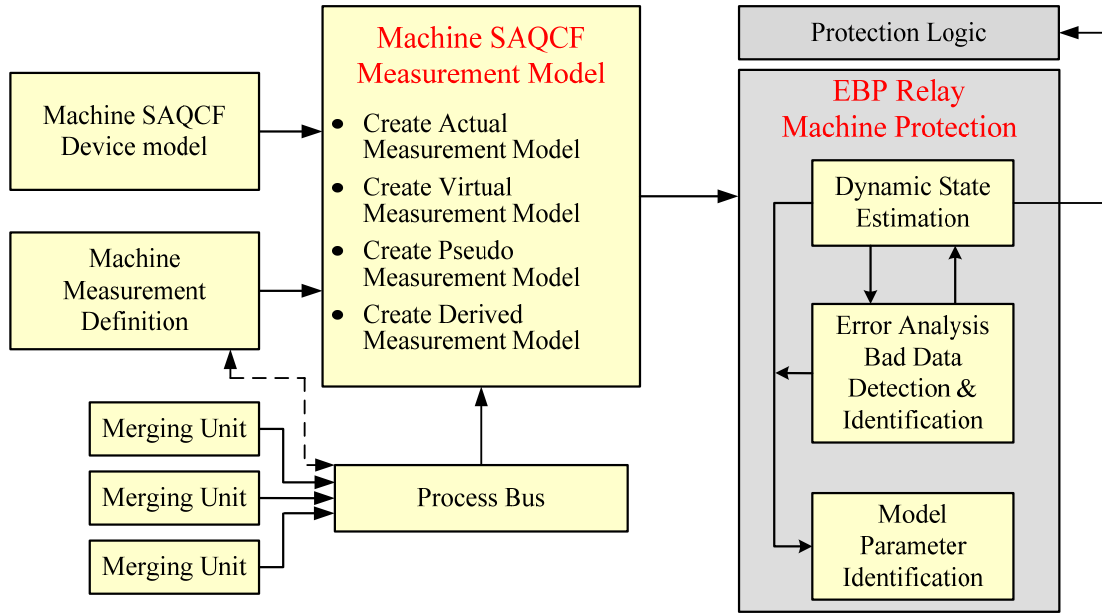 Machine SAQCF
Device model
Machine
Measurement
Definition
Merging Unit
Merging Unit
Merging Unit
Machine SAQCF
Measurement Model
• Create Actual
Measurement Model
• Create Virtual
Measurement Model
• Create Pseudo
Measurement Model
• Create Derived
Measurement Model
Process Bus
Protection Logic
EBP Relay
Machine Protection
Dynamic State
Estimation
Error Analysis
Bad Data
Detection &
Identification
Model
Parameter
Identification